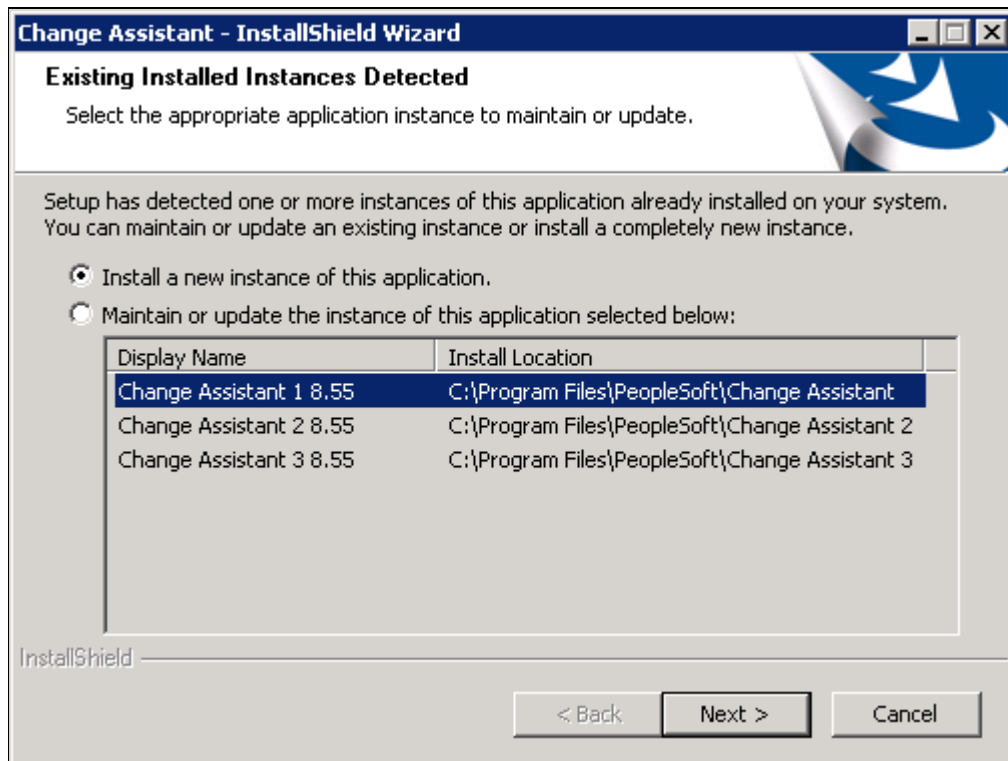 Change Assistant - InstallShield Wizard
Existing Installed Instances Detected
Select the appropriate application instance to maintain or update.
Setup has detected one or more instances of this application already installed on your system.
You can maintain or update an existing instance or install a completely new instance.
Install a new instance of this application.
Maintain or update the instance of this application selected below:
Display Name Install Location
Change Assistant 1 8.55 C:\Program Files\PeopleSoft\Change Assistant
Change Assistant 2 8.55 C:\Program Files\PeopleSoft\Change Assistant 2
Change Assistant 3 8.55 C:\Program Files\PeopleSoft\Change Assistant 3
InstallShield
< Back Next > Cancel